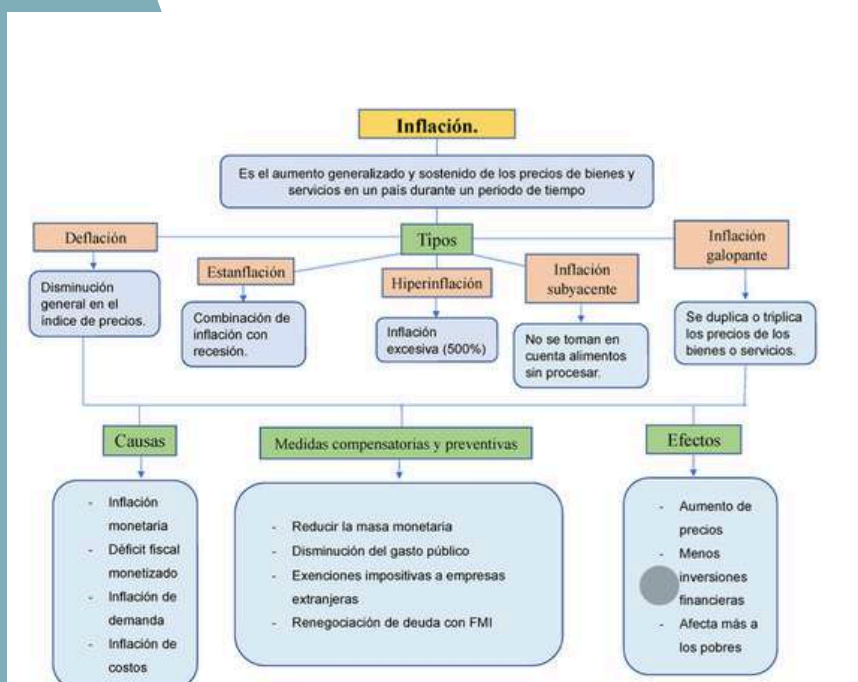 Inflación.
Es el aumento generalizado y sostenido de los precios de bienes y
servicios en un país durante un período de tiempo
Tipos
Deflación
Disminución
general en el
índice de precios.
Estanflación
Combinación de
inflación con
recesión.
Hiperinflación
Inflación
excesiva (500%)
Inflación
subyacente
No se toman en
cuenta alimentos
sin procesar.
Inflación
galopante
Se duplica o triplica
los precios de los
bienes o servicios.
Causas
- Inflación
monetaria
- Déficit fiscal
monetizado
- Inflación de
demanda
- Inflación de
costos
Medidas compensatorias y preventivas
- Reducir la masa monetaria
- Disminución del gasto público
- Exenciones impositivas a empresas
extranjeras
- Renegociación de deuda con FMI
Efectos
- Aumento de
precios
- Menos
inversiones
financieras
- Afecta más a
los pobres